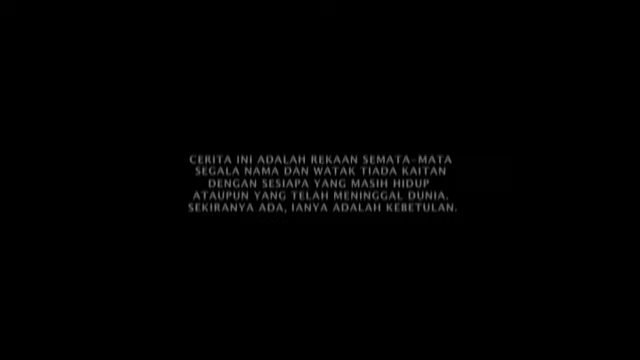 CERITA INI ADALAH REKAAN SEMATA-MATA
SEGALA NAMA DAN WATAK TIADA KAITAN
DENGAN SESIAPA YANG MASIH HIDUP
ATAUPUN YANG TELAH MENINGGAL DUNIA.
SEKIRANYA ADA, IANYA ADALAH KEBETULAN.